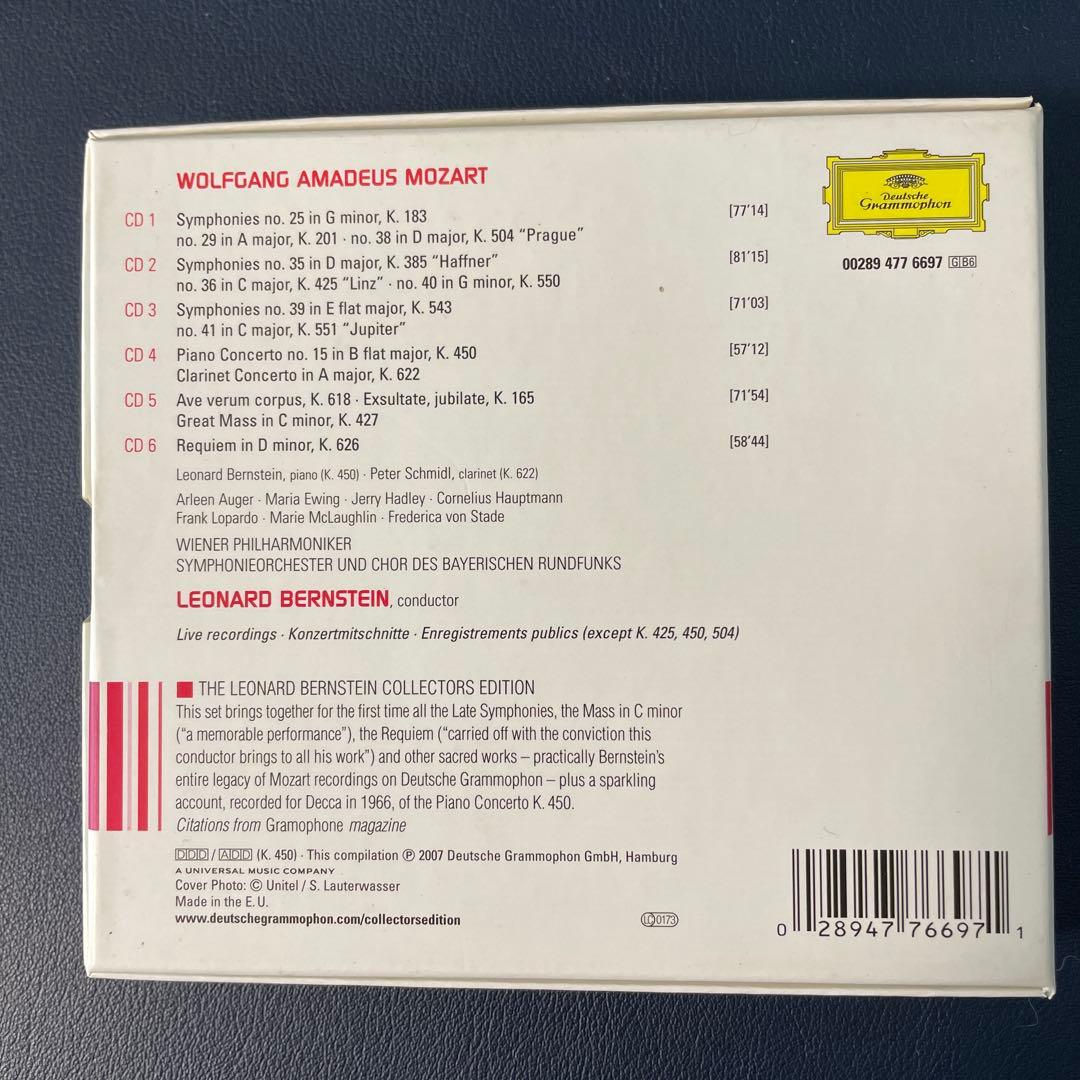 WOLFGANG AMADEUS MOZART
Deutsche
Grammophon
00289 477 6697 GB6
CD 1 Symphonies no. 25 in G minor, K. 183 [77'14]
no. 29 in A major, K. 201 · no. 38 in D major, K. 504 “Prague”
CD 2 Symphonies no. 35 in D major, K. 385 “Haffner” [81'15]
no. 36 in C major, K. 425 “Linz” · no. 40 in G minor, K. 550
CD 3 Symphonies no. 39 in E flat major, K. 543 [71'03]
no. 41 in C major, K. 551 “Jupiter”
CD 4 Piano Concerto no. 15 in B flat major, K. 450 [57'12]
Clarinet Concerto in A major, K. 622
CD 5 Ave verum corpus, K. 618 · Exsultate, jubilate, K. 165 [71'54]
Great Mass in C minor, K. 427
CD 6 Requiem in D minor, K. 626 [58'44]
Leonard Bernstein, piano (K. 450) · Peter Schmidl, clarinet (K. 622)
Arleen Auger · Maria Ewing · Jerry Hadley · Cornelius Hauptmann
Frank Lopardo · Marie McLaughlin · Frederica von Stade
WIENER PHILHARMONIKER
SYMPHONIEORCHESTER UND CHOR DES BAYERISCHEN RUNDFUNKS
LEONARD BERNSTEIN, conductor
Live recordings · Konzertmitschnitte · Enregistrements publics (except K. 425, 450, 504)
THE LEONARD BERNSTEIN COLLECTORS EDITION
This set brings together for the first time all the Late Symphonies, the Mass in C minor
(“a memorable performance”), the Requiem (“carried off with the conviction this
conductor brings to all his work”) and other sacred works – practically Bernstein's
entire legacy of Mozart recordings on Deutsche Grammophon – plus a sparkling
account, recorded for Decca in 1966, of the Piano Concerto K. 450.
Citations from Gramophone magazine
DDD / ADD (K. 450) · This compilation ℗ 2007 Deutsche Grammophon GmbH, Hamburg
A UNIVERSAL MUSIC COMPANY
Cover Photo: © Unitel / S. Lauterwasser
Made in the E. U.
www.deutschegrammophon.com/collectorsedition
LC 0173
0 28947 76697 1